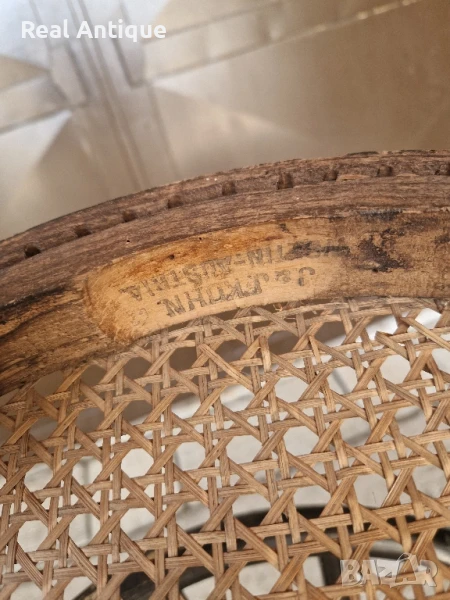 Real Antique
J & J. KOHN
AUSTRIA
BAZAR